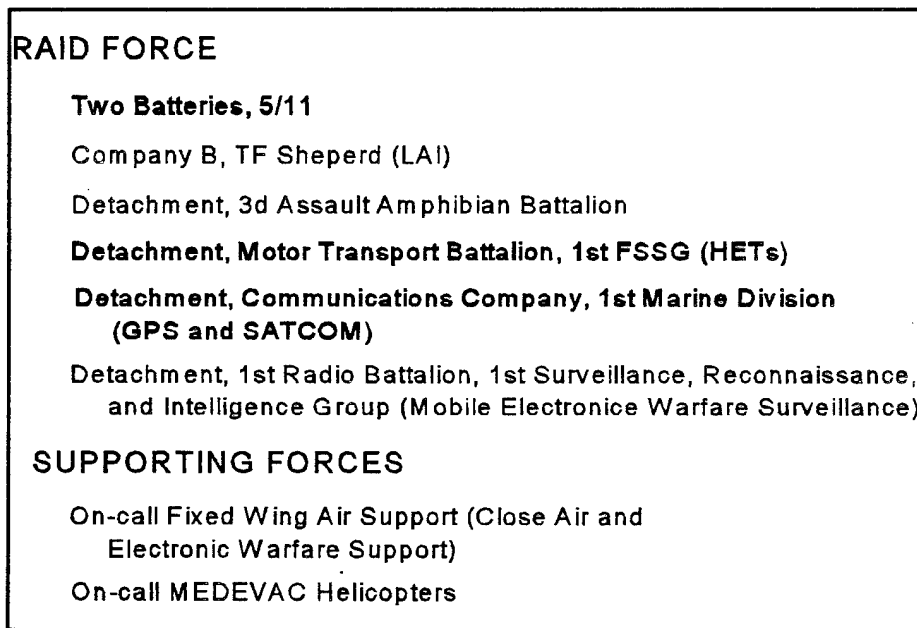 RAID FORCE
Two Batteries, 5/11
Company B, TF Sheperd (LAI)
Detachment, 3d Assault Amphibian Battalion
Detachment, Motor Transport Battalion, 1st FSSG (HETs)
Detachment, Communications Company, 1st Marine Division
(GPS and SATCOM)
Detachment, 1st Radio Battalion, 1st Surveillance, Reconnaissance,
and Intelligence Group (Mobile Electronice Warfare Surveillance)
SUPPORTING FORCES
On-call Fixed Wing Air Support (Close Air and
Electronic Warfare Support)
On-call MEDEVAC Helicopters